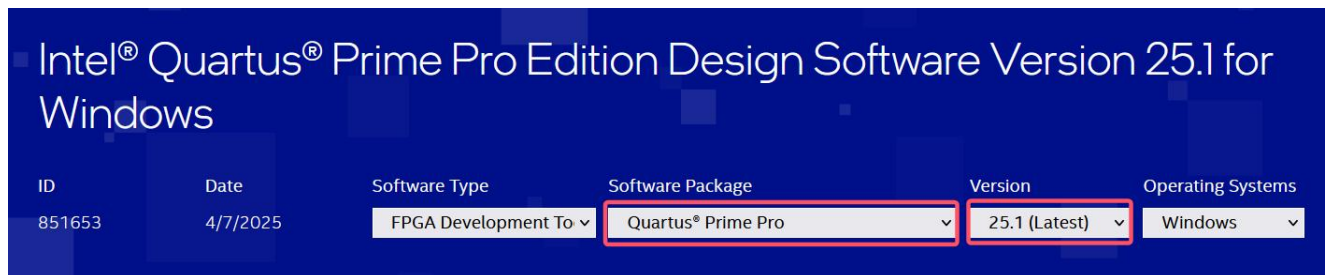 Intel® Quartus® Prime Pro Edition Design Software Version 25.1 for
Windows
ID Date Software Type Software Package Version Operating Systems
851653 4/7/2025 FPGA Development To Quartus® Prime Pro 25.1 (Latest) Windows